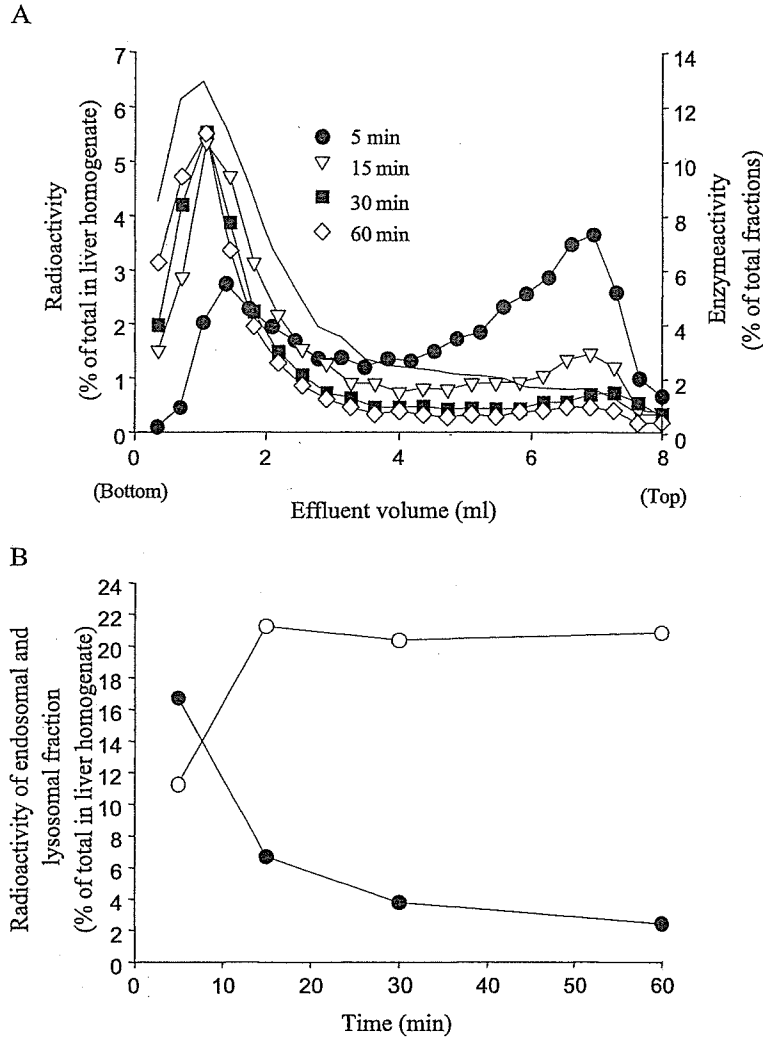 A
Radioactivity
(% of total in liver homogenate)
7
6
5
4
3
2
1
0
14
12
10
8
6
4
2
0
Enzymeactivity
(% of total fractions)
5 min
15 min
30 min
60 min
0
2
4
6
8
(Bottom)
Effluent volume (ml)
(Top)
B
Radioactivity of endosomal and
lysosomal fraction
(% of total in liver homogenate)
24
22
20
18
16
14
12
10
8
6
4
2
0
0
10
20
30
40
50
60
Time (min)